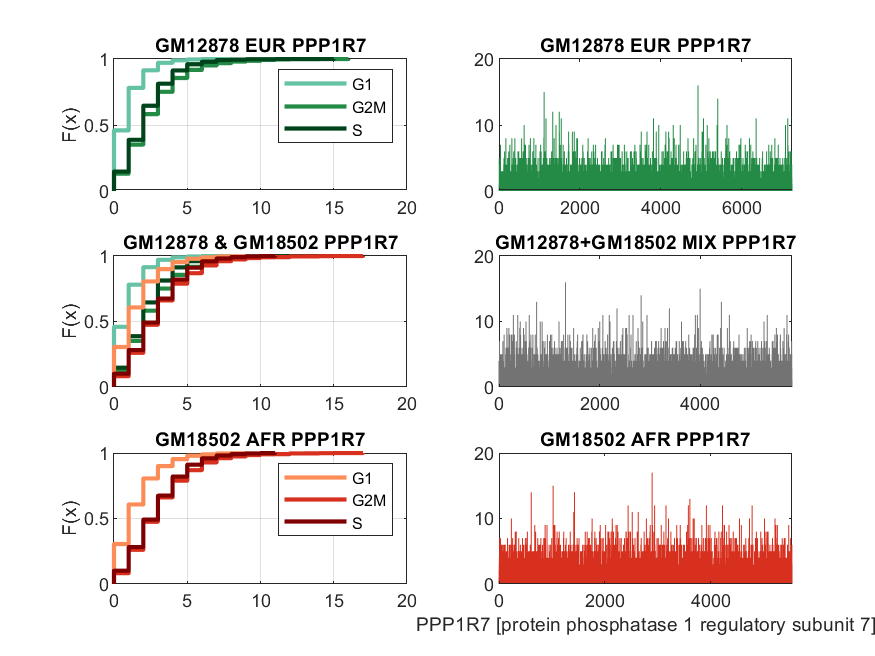 GM12878 EUR PPP1R7
F(x)
1
0.5
0
0 5 10 15 20
G1
G2M
S
GM12878 EUR PPP1R7
20
10
0
0 2000 4000 6000
GM12878 & GM18502 PPP1R7
F(x)
1
0.5
0
0 5 10 15 20
GM12878+GM18502 MIX PPP1R7
20
10
0
0 2000 4000
GM18502 AFR PPP1R7
F(x)
1
0.5
0
0 5 10 15 20
G1
G2M
S
GM18502 AFR PPP1R7
20
10
0
0 2000 4000
PPP1R7 [protein phosphatase 1 regulatory subunit 7]